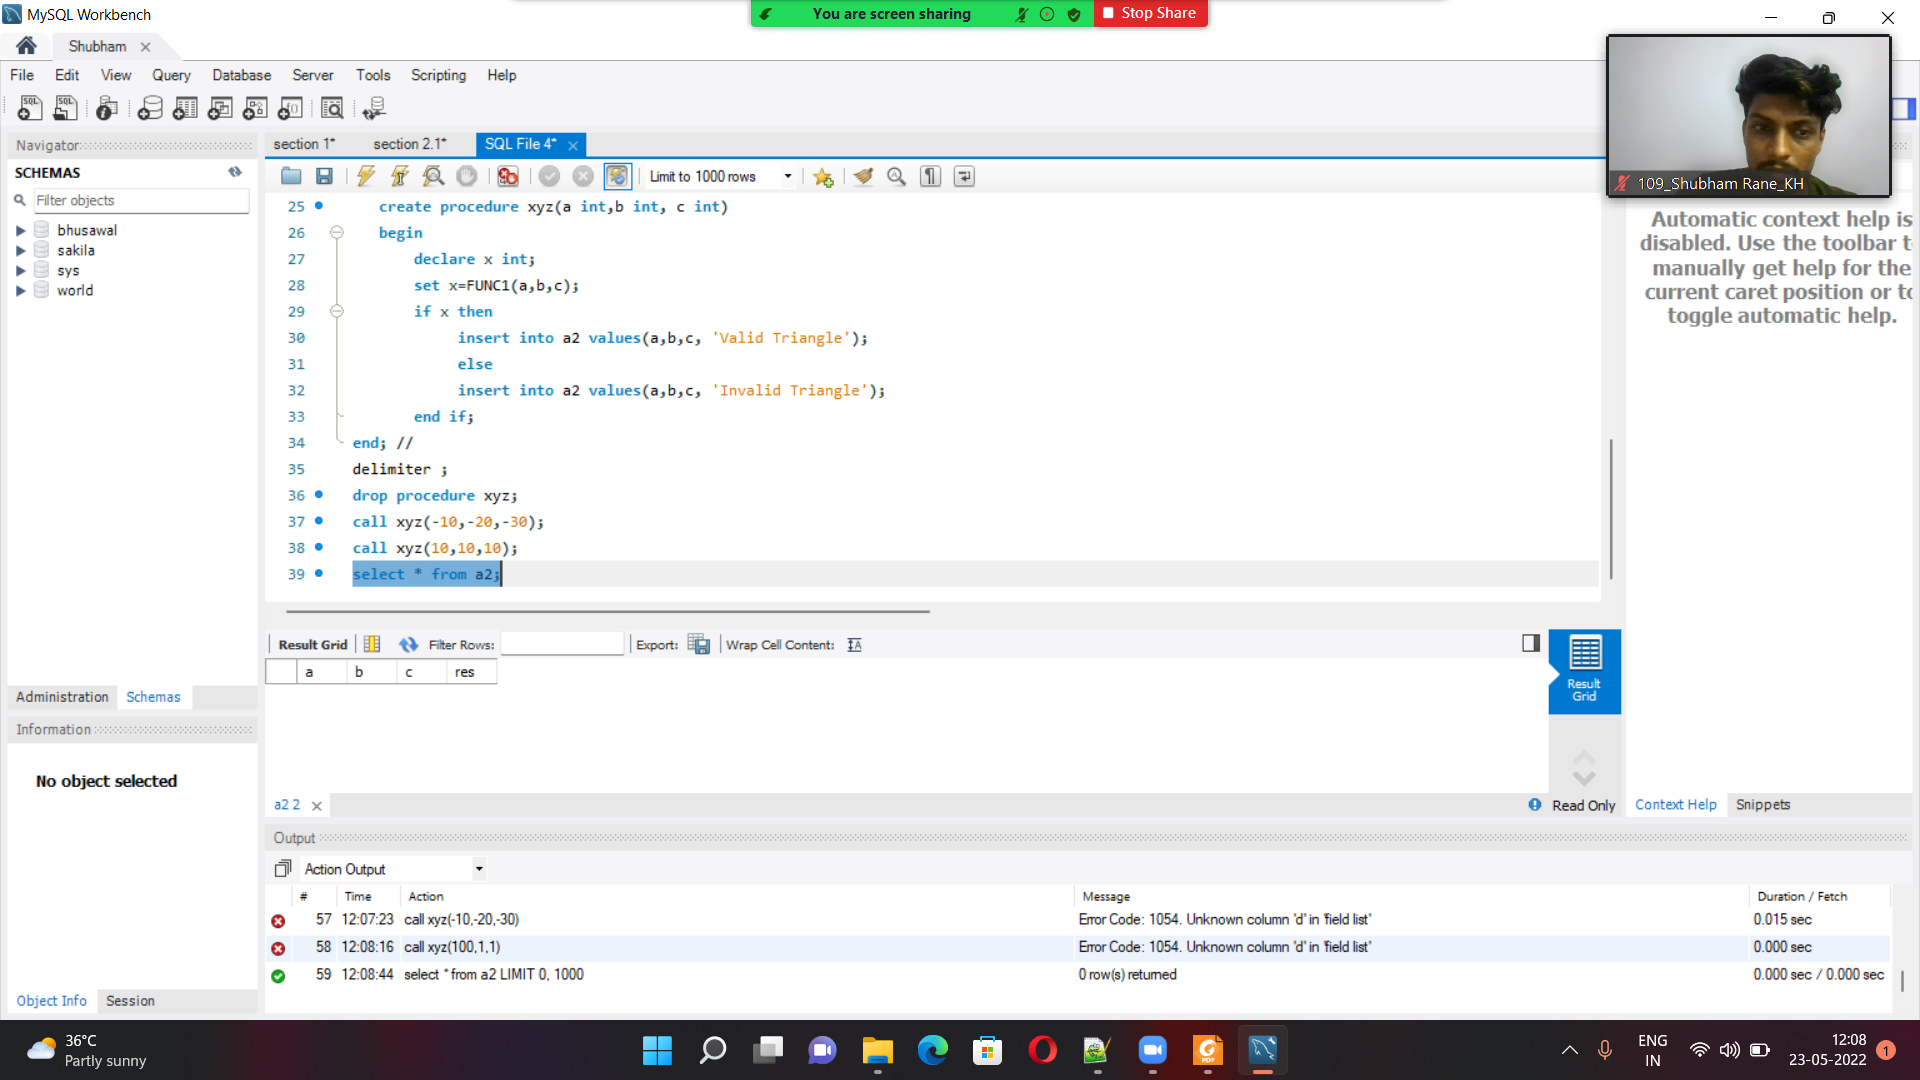 MySQL Workbench
You are screen sharing
Stop Share
Shubham
File Edit View Query Database Server Tools Scripting Help
Navigator
SCHEMAS
Filter objects
bhusawal
sakila
sys
world
Administration Schemas
Information
No object selected
Object Info Session
section 1* section 2.1* SQL File 4*
Limit to 1000 rows
25 create procedure xyz(a int,b int, c int)
26 begin
27 declare x int;
28 set x=FUNC1(a,b,c);
29 if x then
30 insert into a2 values(a,b,c, 'Valid Triangle');
31 else
32 insert into a2 values(a,b,c, 'Invalid Triangle');
33 end if;
34 end; //
35 delimiter ;
36 drop procedure xyz;
37 call xyz(-10,-20,-30);
38 call xyz(10,10,10);
39 select * from a2;
Result Grid Filter Rows: Export: Wrap Cell Content:
a b c res
Result
Grid
a2 2
Read Only
109_Shubham Rane_KH
Automatic context help is
disabled. Use the toolbar t
manually get help for the
current caret position or to
toggle automatic help.
Context Help Snippets
Output
Action Output
# Time Action Message Duration / Fetch
57 12:07:23 call xyz(-10,-20,-30) Error Code: 1054. Unknown column 'd' in 'field list' 0.015 sec
58 12:08:16 call xyz(100,1,1) Error Code: 1054. Unknown column 'd' in 'field list' 0.000 sec
59 12:08:44 select * from a2 LIMIT 0, 1000 0 row(s) returned 0.000 sec / 0.000 sec
36°C
Partly sunny
ENG
IN
12:08
23-05-2022
1